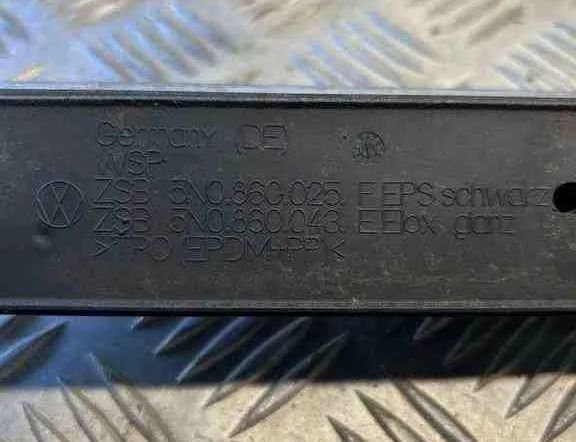 Germany (DE)
WSP
ZSB 5N0.860.025. F EPS schwarz
ZSB 5N0.860.043. E Elox. glanz
>TPO (EPDM+PP)<